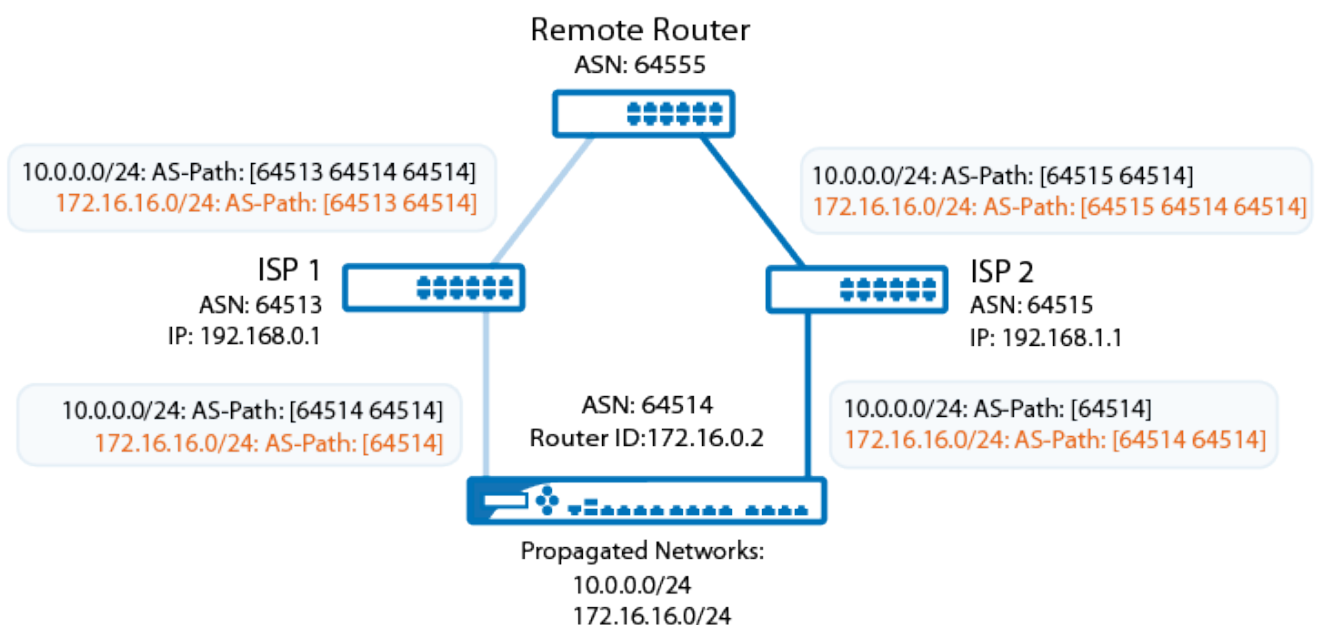 Remote Router
ASN: 64555
10.0.0.0/24: AS-Path: [64513 64514 64514]
172.16.16.0/24: AS-Path: [64513 64514]
10.0.0.0/24: AS-Path: [64515 64514]
172.16.16.0/24: AS-Path: [64515 64514 64514]
ISP 1
ASN: 64513
IP: 192.168.0.1
ISP 2
ASN: 64515
IP: 192.168.1.1
10.0.0.0/24: AS-Path: [64514 64514]
172.16.16.0/24: AS-Path: [64514]
ASN: 64514
Router ID:172.16.0.2
10.0.0.0/24: AS-Path: [64514]
172.16.16.0/24: AS-Path: [64514 64514]
Propagated Networks:
10.0.0.0/24
172.16.16.0/24